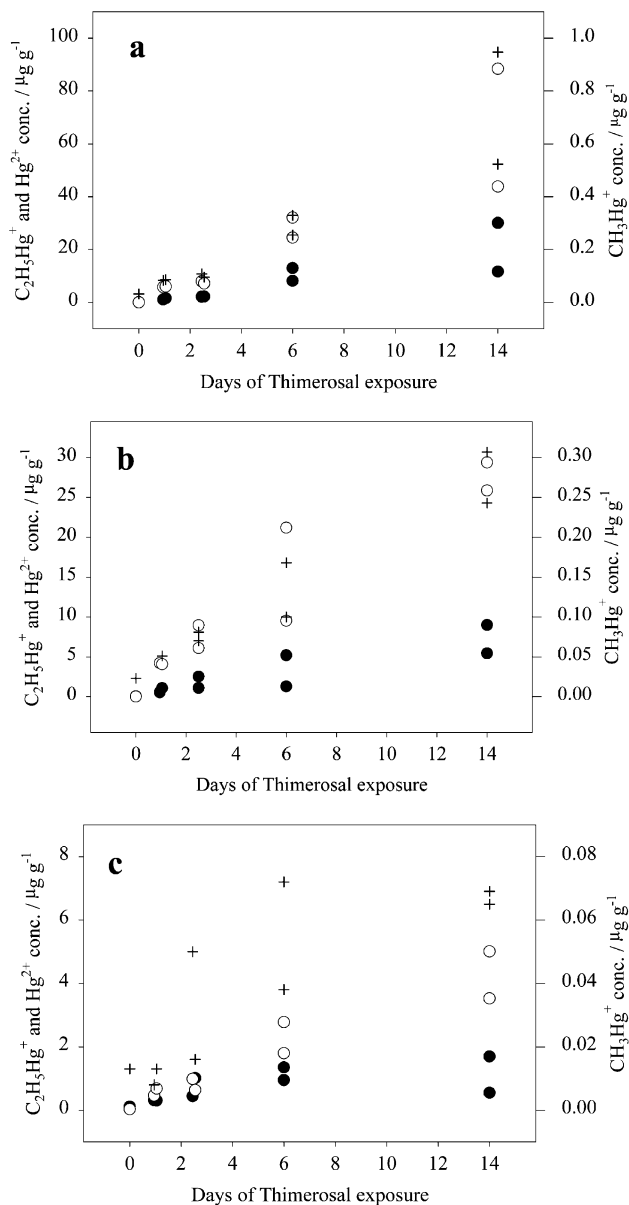 a
100
80
60
40
20
0
1.0
0.8
0.6
0.4
0.2
0.0
C₂H₅Hg⁺ and Hg²⁺ conc. / µg g⁻¹
CH₃Hg⁺ conc. / µg g⁻¹
0 2 4 6 8 10 12 14
Days of Thimerosal exposure
b
30
25
20
15
10
5
0
0.30
0.25
0.20
0.15
0.10
0.05
0.00
C₂H₅Hg⁺ and Hg²⁺ conc. / µg g⁻¹
CH₃Hg⁺ conc. / µg g⁻¹
0 2 4 6 8 10 12 14
Days of Thimerosal exposure
c
8
6
4
2
0
0.08
0.06
0.04
0.02
0.00
C₂H₅Hg⁺ and Hg²⁺ conc. / µg g⁻¹
CH₃Hg⁺ conc. / µg g⁻¹
0 2 4 6 8 10 12 14
Days of Thimerosal exposure